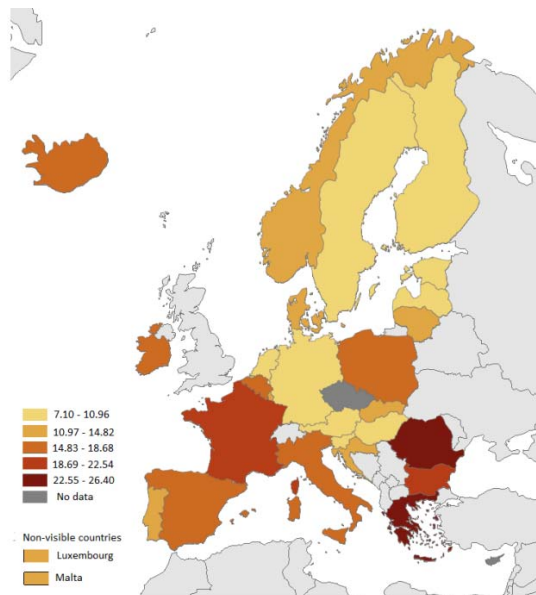 7.10 - 10.96
10.97 - 14.82
14.83 - 18.68
18.69 - 22.54
22.55 - 26.40
No data
Non-visible countries
Luxembourg
Malta